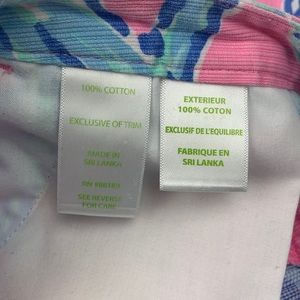 100% COTTON
EXCLUSIVE OF TRIM
MADE IN
SRI LANKA
SEE REVERSE
FOR CARE
EXTERIEUR
100% COTON
EXCLUSIF DE L'EQUILIBRE
FABRIQUE EN
SRI LANKA